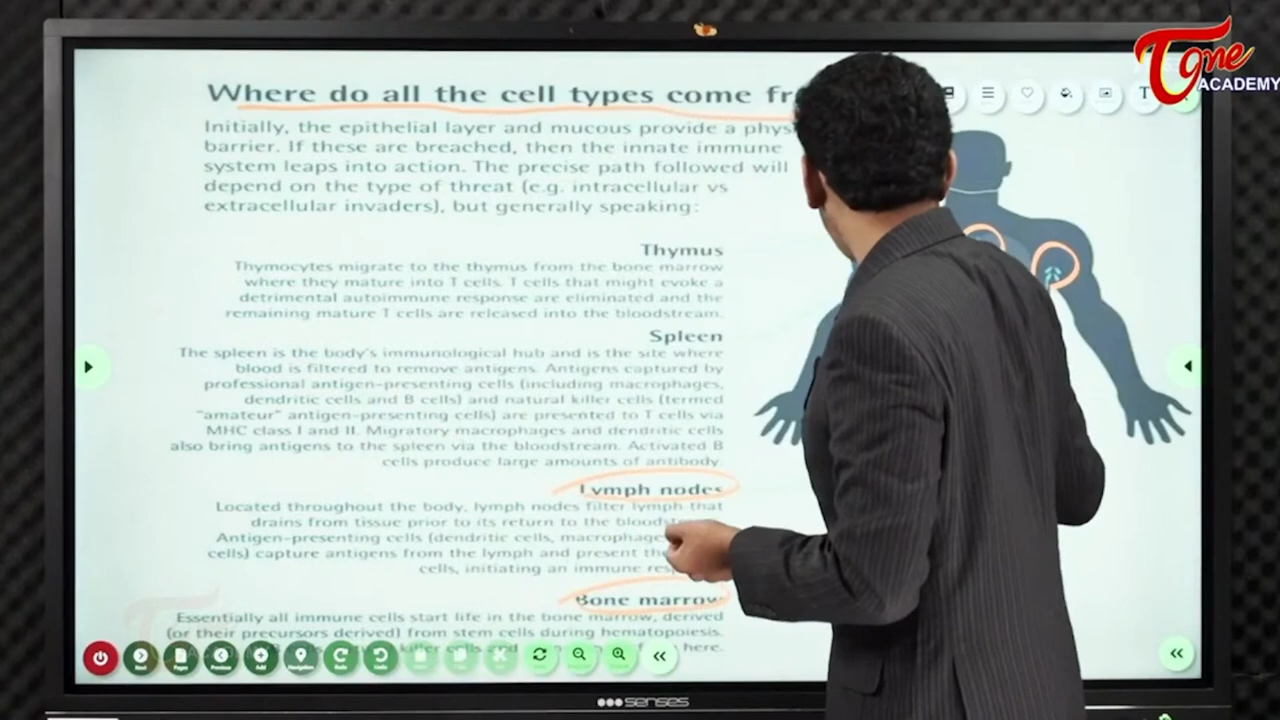 Tone
ACADEMY
Where do all the cell types come
Initially, the epithelial layer and mucous provide a
barrier. If these are breached, then the innate immune
system leaps into action. The precise path followed will
depend on the type of threat (e.g. intracellular vs
extracellular invaders), but generally speaking:
Thymus
Thymocytes migrate to the thymus from the bone marrow
where they mature into T cells. T cells that might evoke a
detrimental autoimmune response are eliminated and the
remaining mature T cells are released into the bloodstream.
Spleen
The spleen is the body's immunological hub and is the site where
blood is filtered to remove antigens. Antigens captured by
professional antigen-presenting cells (including macrophages,
dendritic cells and B cells) and natural killer cells (termed
"amateur" antigen-presenting cells) are presented to T cells via
MHC class I and II. Migratory macrophages and dendritic cells
also bring antigens to the spleen via the bloodstream. Activated B
cells produce large amounts of antibody.
Lymph nodes
Located throughout the body, lymph nodes filter lymph that
drains from tissue prior to its return to the
Antigen-presenting cells (dendritic cells,
cells) capture antigens from the lymph and present
cells, initiating an immune
Bone marrow
Essentially all immune cells start life in the bone marrow, derived
(or their precursors derived) from stem cells during hematopoiesis.
killer cells and here.
senses